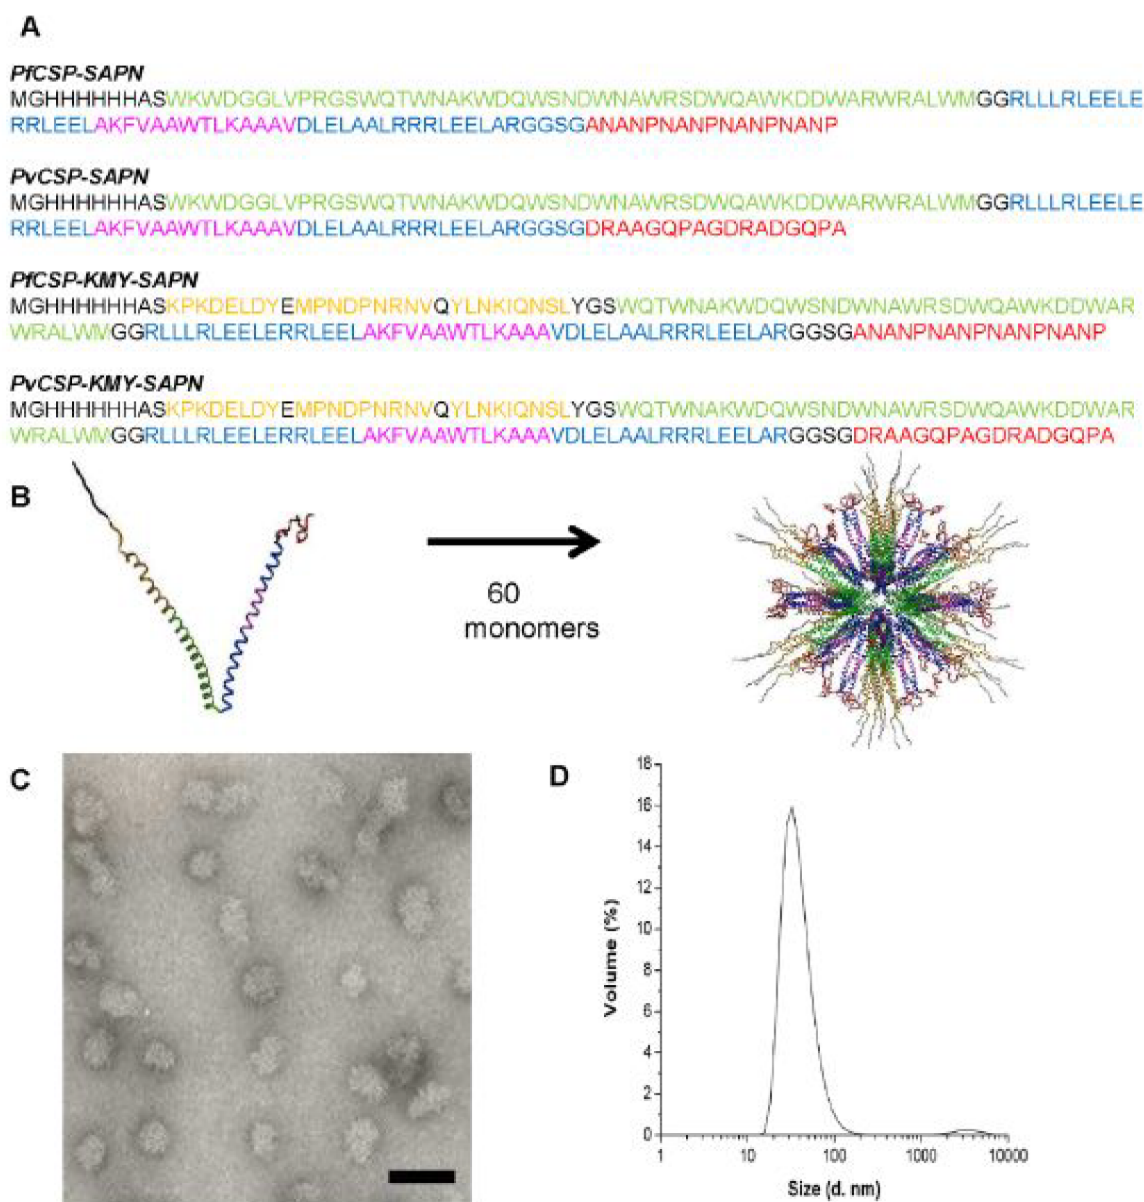 A
PfCSP-SAPN
MGHHHHHHASWKWDGGLVPRGSWQTWNAKWDQWSNDWNAWRSDWQAWKDDWARWRALWMGGRLLLRLEELE
RRLEELAKFVAAWTLKAAAVDLELAALRRRLEELARGGSGANANPNANPNANPNANP
PvCSP-SAPN
MGHHHHHHASWKWDGGLVPRGSWQTWNAKWDQWSNDWNAWRSDWQAWKDDWARWRALWMGGRLLLRLEELE
RRLEELAKFVAAWTLKAAAVDLELAALRRRLEELARGGSGDRAAGQPAGDRADGQPA
PfCSP-KMY-SAPN
MGHHHHHHASKPKDELDYEMPNDPNRNVQYLNKIQNSLYGSWQTWNAKWDQWSNDWNAWRSDWQAWKDDWAR
WRALWMGGRLLLRLEELERRLEELAKFVAAWTLKAAAVDLELAALRRRLEELARGGSGANANPNANPNANPNANP
PvCSP-KMY-SAPN
MGHHHHHHASKPKDELDYEMPNDPNRNVQYLNKIQNSLYGSWQTWNAKWDQWSNDWNAWRSDWQAWKDDWAR
WRALWMGGRLLLRLEELERRLEELAKFVAAWTLKAAAVDLELAALRRRLEELARGGSGDRAAGQPAGDRADGQPA
B
60
monomers
C
D
18
16
14
12
10
8
6
4
2
0
Volume (%)
1
10
100
1000
10000
Size (d. nm)